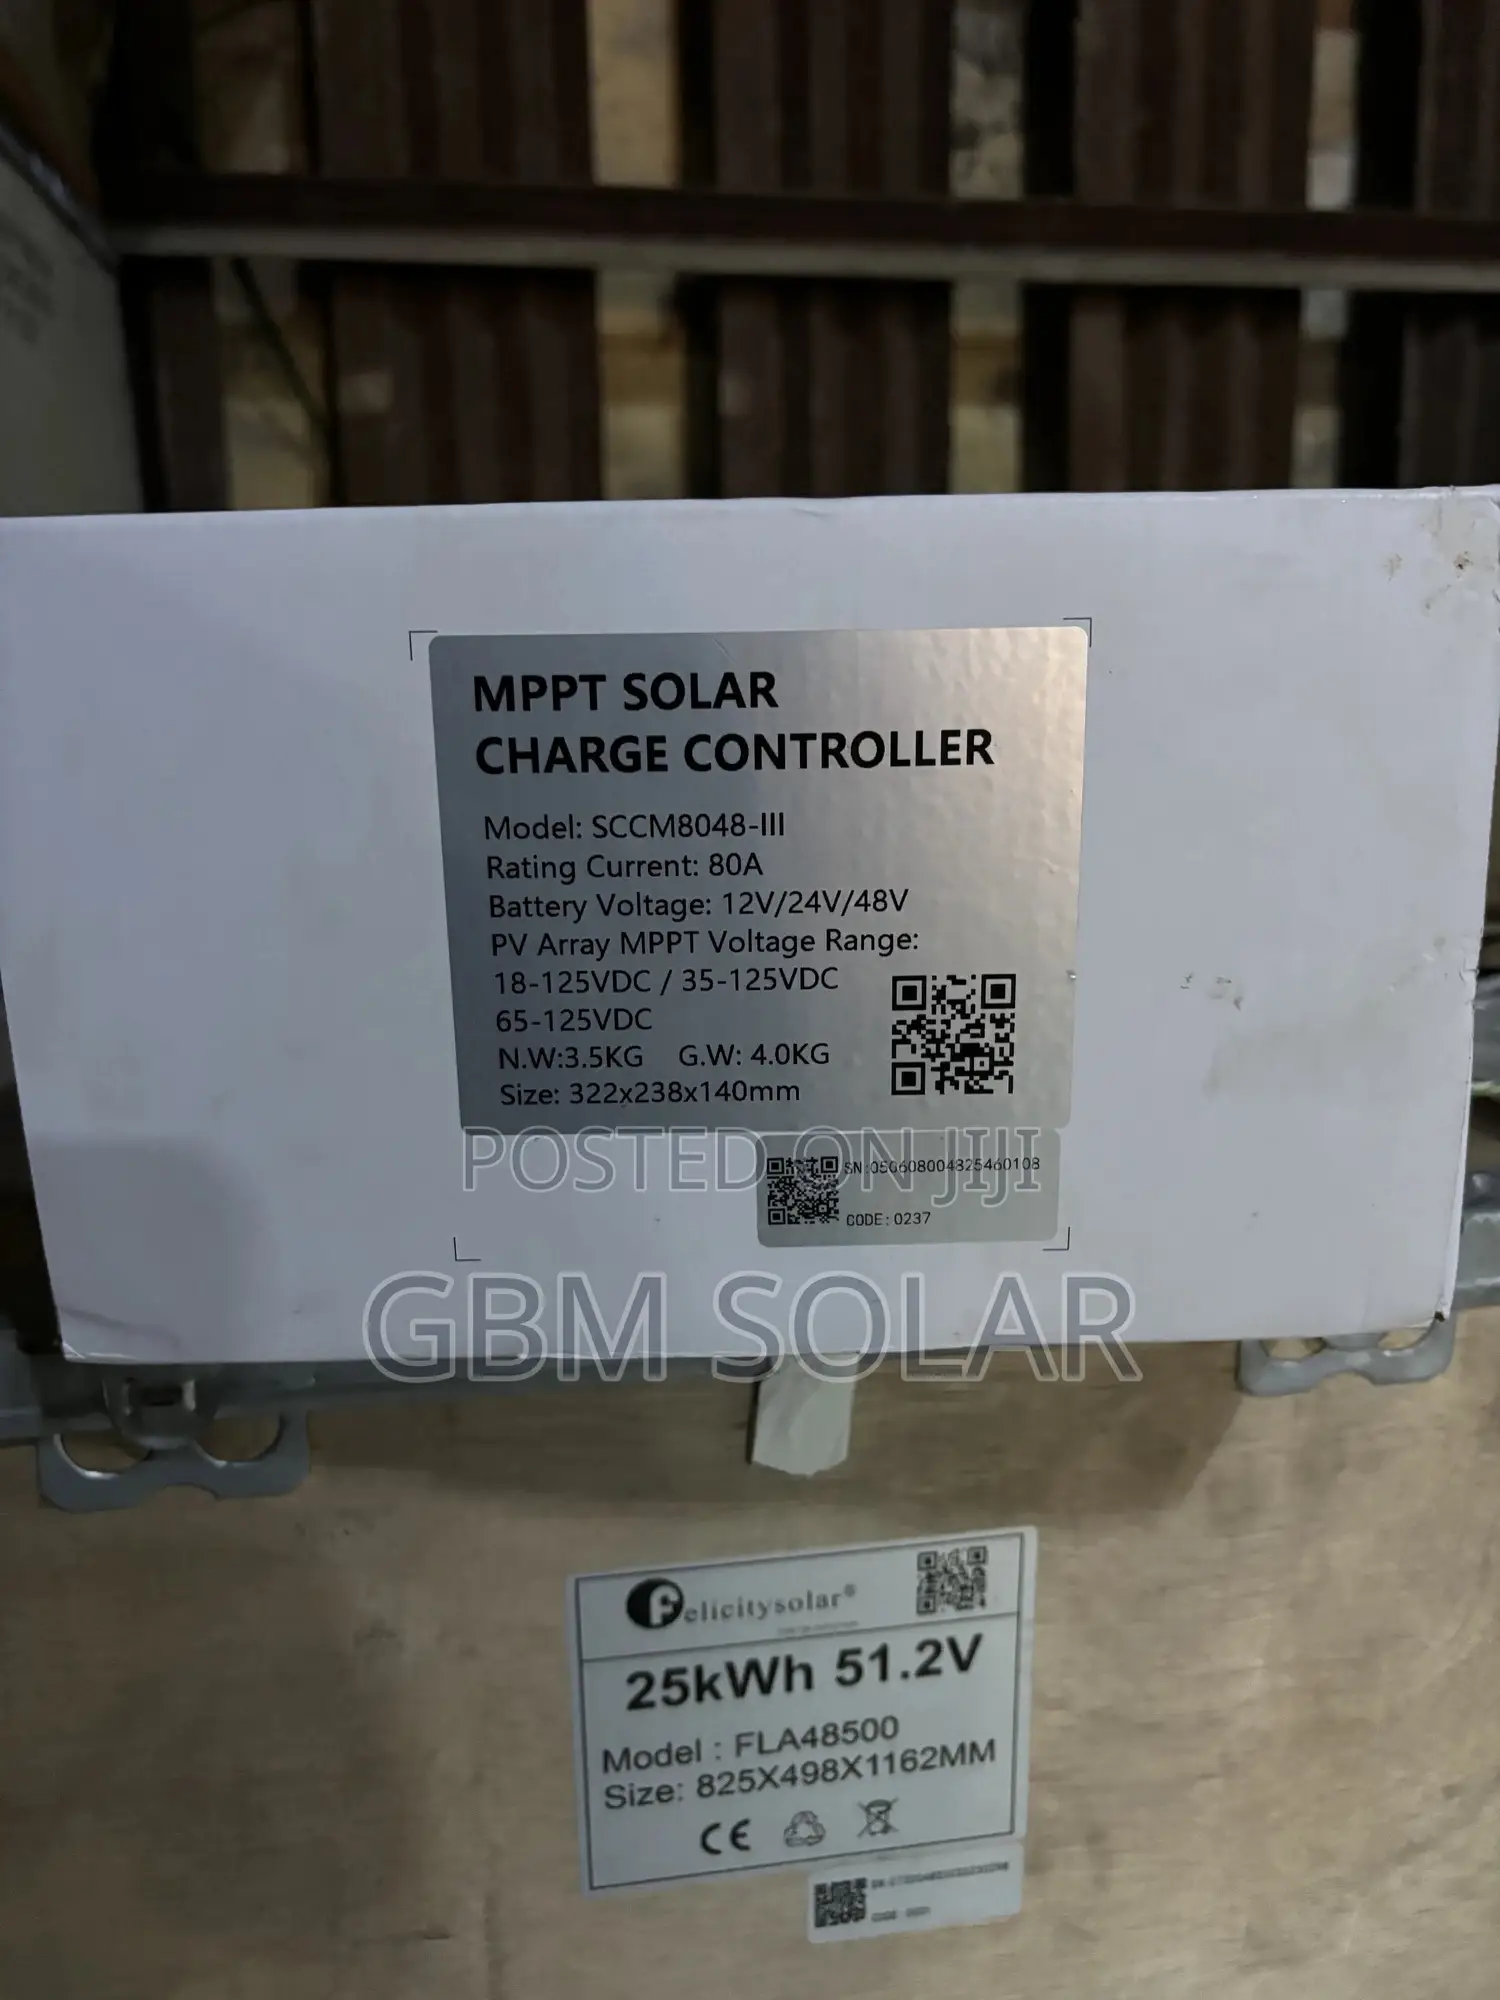 MPPT SOLAR
CHARGE CONTROLLER
Model: SCCM8048-III
Rating Current: 80A
Battery Voltage: 12V/24V/48V
PV Array MPPT Voltage Range:
18-125VDC / 35-125VDC
65-125VDC
N.W:3.5KG G.W: 4.0KG
Size: 322x238x140mm
POSTED ON JIJI
SN:050608004825460108
CODE:0237
GBM SOLAR
Felicitysolar®
25kWh 51.2V
Model : FLA48500
Size: 825X498X1162MM
CE